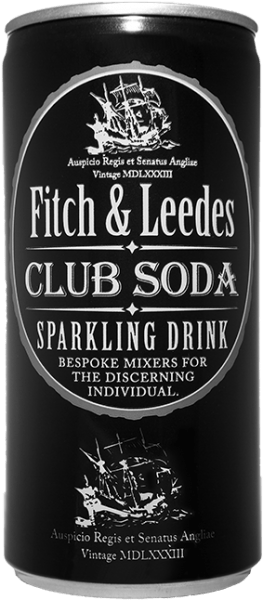 Auspicio Regis et Senatus Angliae
Vintage MDLXXXIII
Fitch & Leedes
CLUB SODA
SPARKLING DRINK
BESPOKE MIXERS FOR
THE DISCERNING
INDIVIDUAL.
Auspicio Regis et Senatus Angliae
Vintage MDLXXXIII